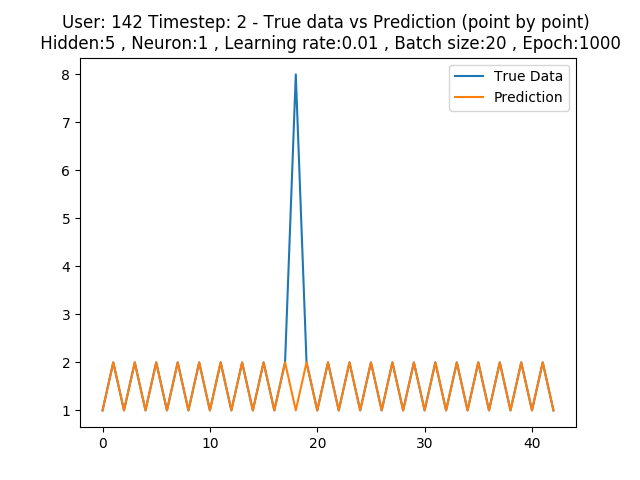 User: 142 Timestep: 2 - True data vs Prediction (point by point)
Hidden:5 , Neuron:1 , Learning rate:0.01 , Batch size:20 , Epoch:1000
True Data
Prediction
8
7
6
5
4
3
2
1
0 10 20 30 40